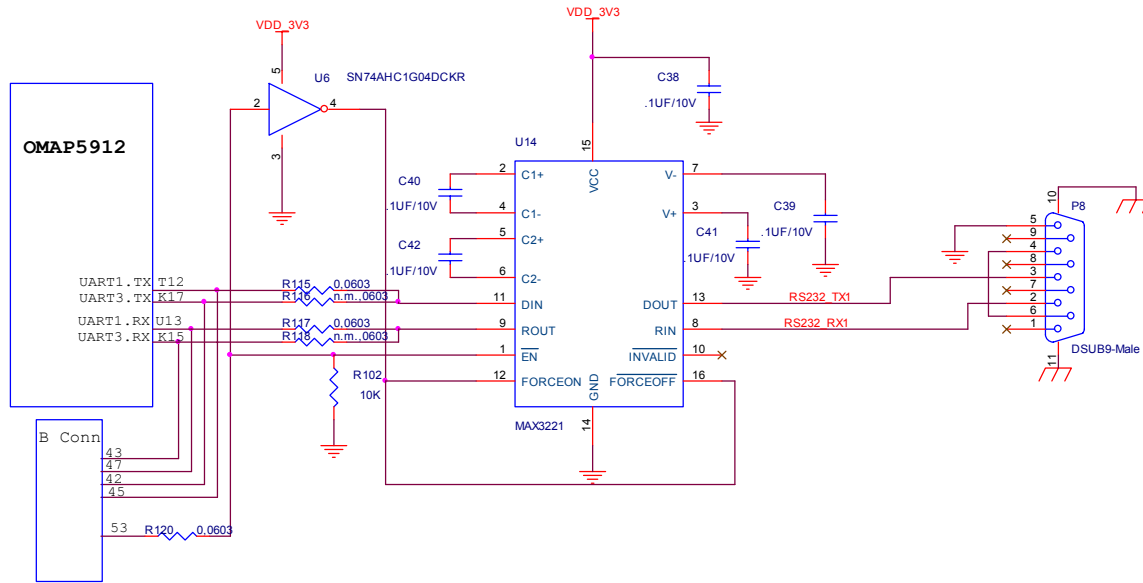 VDD_3V3
VDD_3V3
5
U6
SN74AHC1G04DCKR
2
4
3
C38
.1UF/10V
OMAP5912
U14
15
VCC
2
C1+
V-
7
C40
.1UF/10V
4
C1-
V+
3
C39
.1UF/10V
5
C2+
C41
.1UF/10V
C42
.1UF/10V
6
C2-
10
P8
5
9
4
8
3
7
2
6
1
UART1.TX T12
R115
0,0603
UART3.TX K17
R116
n.m.,0603
11
DIN
DOUT
13
RS232_TX1
UART1.RX U13
R117
0,0603
9
ROUT
RIN
8
RS232_RX1
UART3.RX K15
R118
n.m.,0603
1
EN
INVALID
10
DSUB9-Male
11
R102
10K
12
FORCEON
GND
FORCEOFF
16
14
MAX3221
B Conn
43
47
42
45
53
R120
0,0603